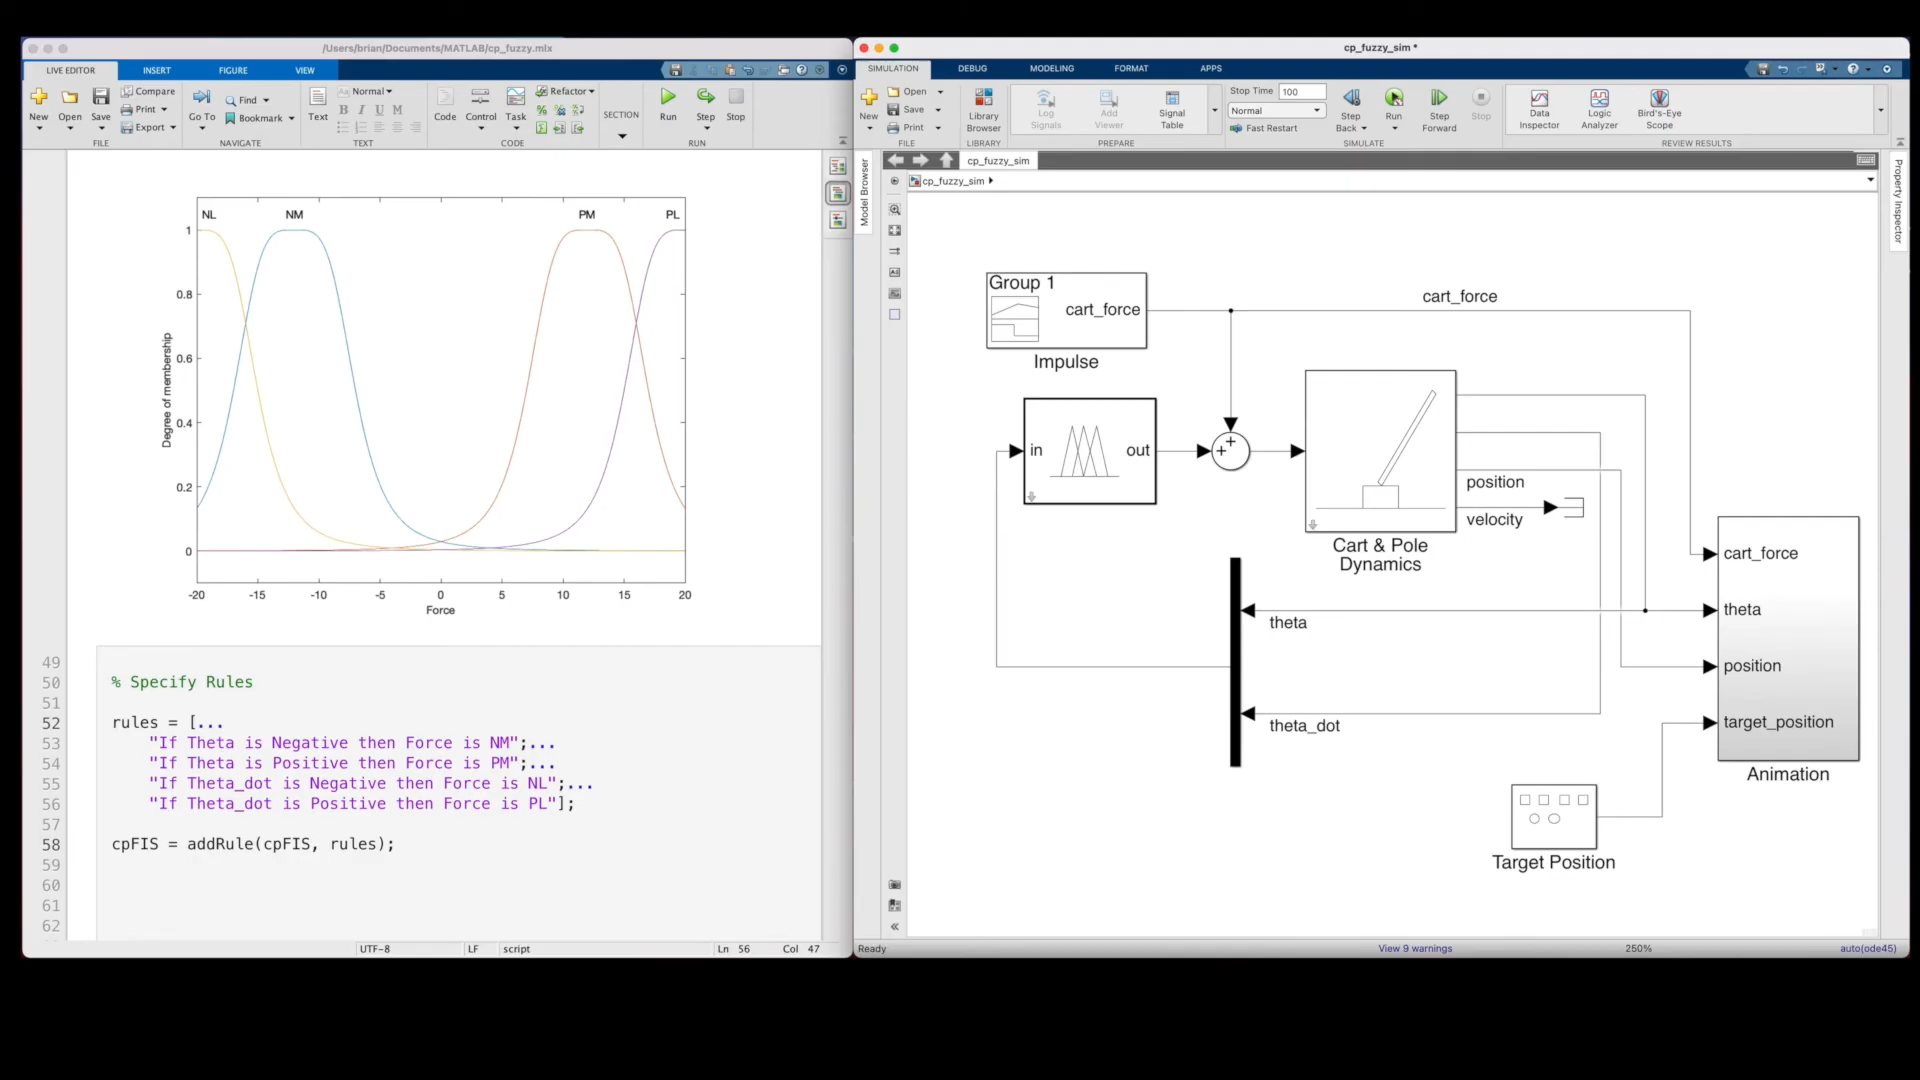 /Users/brian/Documents/MATLAB/cp_fuzzy.mlx
LIVE EDITOR INSERT FIGURE VIEW
New Open Save Compare Print Export
Go To Find Bookmark
Text Normal B I U M
Code Control Task Refactor
SECTION
Run Step Stop
FILE NAVIGATE TEXT CODE RUN
NL NM PM PL
1
0.8
0.6
0.4
0.2
0
Degree of membership
-20 -15 -10 -5 0 5 10 15 20
Force
49
50 % Specify Rules
51
52 rules = [...
53 "If Theta is Negative then Force is NM";...
54 "If Theta is Positive then Force is PM";...
55 "If Theta_dot is Negative then Force is NL";...
56 "If Theta_dot is Positive then Force is PL"];
57
58 cpFIS = addRule(cpFIS, rules);
59
60
61
62
UTF-8 LF script Ln 56 Col 47
cp_fuzzy_sim *
SIMULATION DEBUG MODELING FORMAT APPS
New Open Save Print
Library Browser
Log Signals
Add Viewer
Signal Table
Stop Time 100
Normal
Fast Restart
Step Back
Run
Step Forward
Stop
Data Inspector
Logic Analyzer
Bird's-Eye Scope
FILE LIBRARY PREPARE SIMULATE REVIEW RESULTS
Model Browser
cp_fuzzy_sim
cp_fuzzy_sim
Property Inspector
Group 1
cart_force
Impulse
cart_force
in out
+ +
position
velocity
Cart & Pole
Dynamics
theta
theta_dot
cart_force
theta
position
target_position
Animation
Target Position
Ready View 9 warnings 250% auto(ode45)